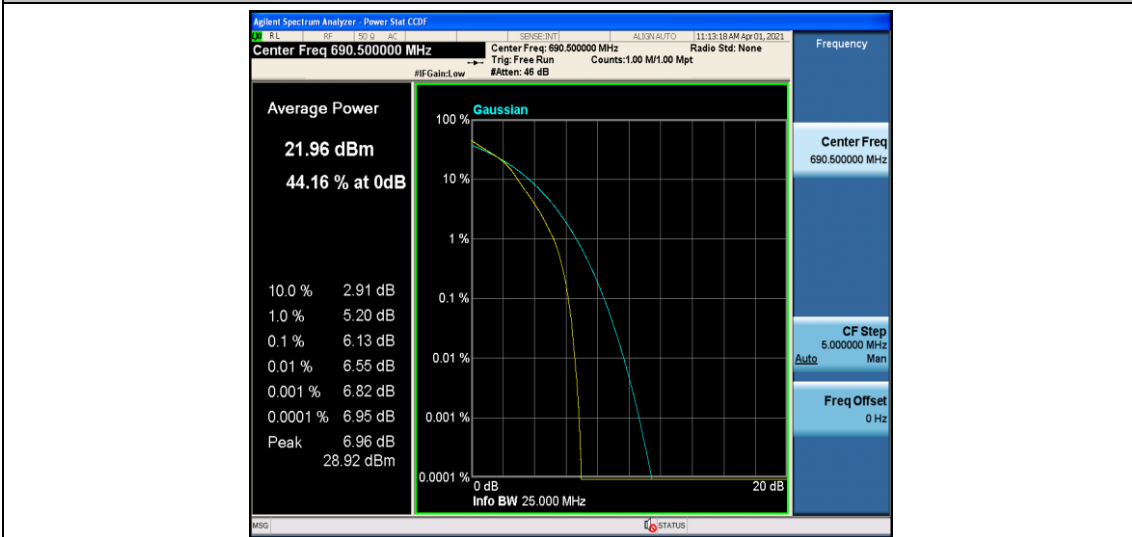 Agilent Spectrum Analyzer - Power Stat CCDF
RL RF 50 Ω AC SENSE:INT ALIGN AUTO 11:13:18 AM Apr 01, 2021
Center Freq 690.500000 MHz
Center Freq: 690.500000 MHz Radio Std: None
Trig: Free Run Counts:1.00 M/1.00 Mpt
#IFGain:Low #Atten: 46 dB
Frequency
Average Power
21.96 dBm
44.16 % at 0dB
10.0 % 2.91 dB
1.0 % 5.20 dB
0.1 % 6.13 dB
0.01 % 6.55 dB
0.001 % 6.82 dB
0.0001 % 6.95 dB
Peak 6.96 dB
28.92 dBm
Gaussian
100 %
10 %
1 %
0.1 %
0.01 %
0.001 %
0.0001 %
0 dB 20 dB
Info BW 25.000 MHz
Center Freq
690.500000 MHz
CF Step
5.000000 MHz
Auto Man
Freq Offset
0 Hz
MSG STATUS